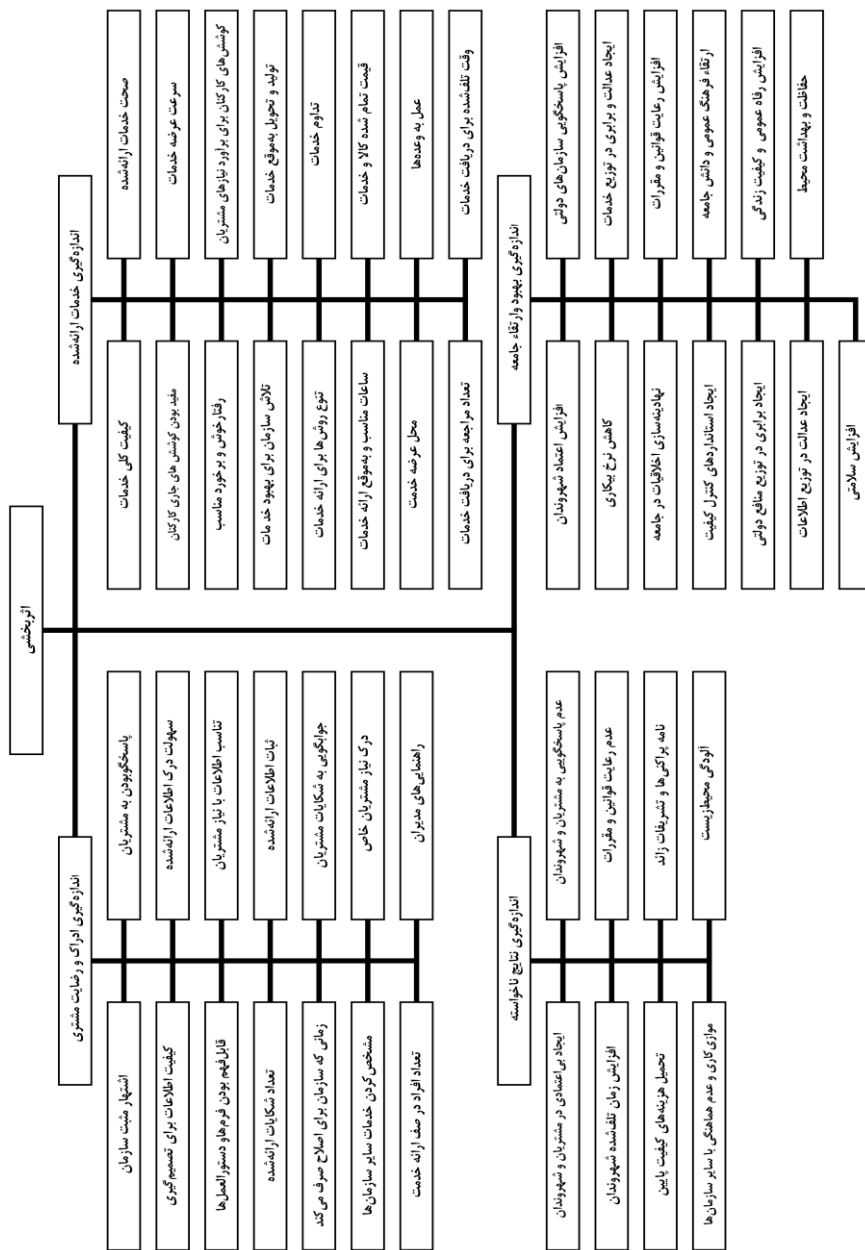 اثربخشی
اندازه‌گیری خدمات ارائه‌شده
صحت خدمات ارائه‌شده
کیفیت کلی خدمات
سرعت عرضه خدمات
مفید بودن کوشش های جاری کارکنان
کوشش‌های کارکنان برای برآورد نیازهای مشتریان
رفتارخوش و برخورد مناسب
تولید و تحویل به‌موقع خدمات
تلاش سازمان برای بهبود خد مات
تداوم خدمات
تنوع روش‌ها برای ارائه خدمات
قیمت تمام شده کالا و خدمات
ساعات مناسب و به‌موقع ارائه خدمات
عمل به وعده‌ها
محل عرضه خدمت
وقت تلف‌شده برای دریافت خدمات
تعداد مراجعه برای دریافت خدمات
اندازه‌گیری ادراک و رضایت مشتری
پاسخگوبودن به مشتریان
اشتهار مثبت سازمان
سهولت درک اطلاعات ارائه‌شده
کیفیت اطلاعات برای تصمیم‌گیری
تناسب اطلاعات با نیاز مشتریان
قابل‌فهم بودن فرم‌هاو دستورالعمل‌ها
ثبات اطلاعات ارائه‌شده
تعداد شکایات ارائه‌شده
جوابگویی به شکایات مشتریان
زمانی که سازمان برای اصلاح صرف می‌کند
درک نیاز مشتریان خاص
مشخص‌کردن خدمات سایر سازمان‌ها
راهنمایی‌های مدیران
تعداد افراد در صف ارائه خدمت
اندازه‌گیری بهبود وارتقاء جامعه
افزایش پاسخگویی سازمان‌های دولتی
افزایش اعتماد شهروندان
ایجاد عدالت و برابری در توزیع خدمات
کاهش نرخ بیکاری
افزایش رعایت قوانین و مقررات
نهادینه‌سازی اخلاقیات در جامعه
ارتقاء فرهنگ عمومی و دانش جامعه
ایجاد استانداردهای کنترل کیفیت
افزایش رفاه عمومی و کیفیت زندگی
ایجاد برابری در توزیع منافع دولتی
حفاظت و بهداشت محیط
ایجاد عدالت در توزیع اطلاعات
افزایش سلامتی
اندازه‌گیری نتایج ناخواسته
عدم پاسخگویی به مشتریان و شهروندان
ایجاد بی‌اعتمادی در مشتریان و شهروندان
عدم رعایت قوانین و مقررات
افزایش زمان تلف‌شده شهروندان
نامه پراکنی‌ها و تشریفات زائد
تحمیل هزینه‌های کیفیت پایین
آلودگی محیط‌زیست
موازی‌کاری و عدم هماهنگی با سایر سازمان‌ها